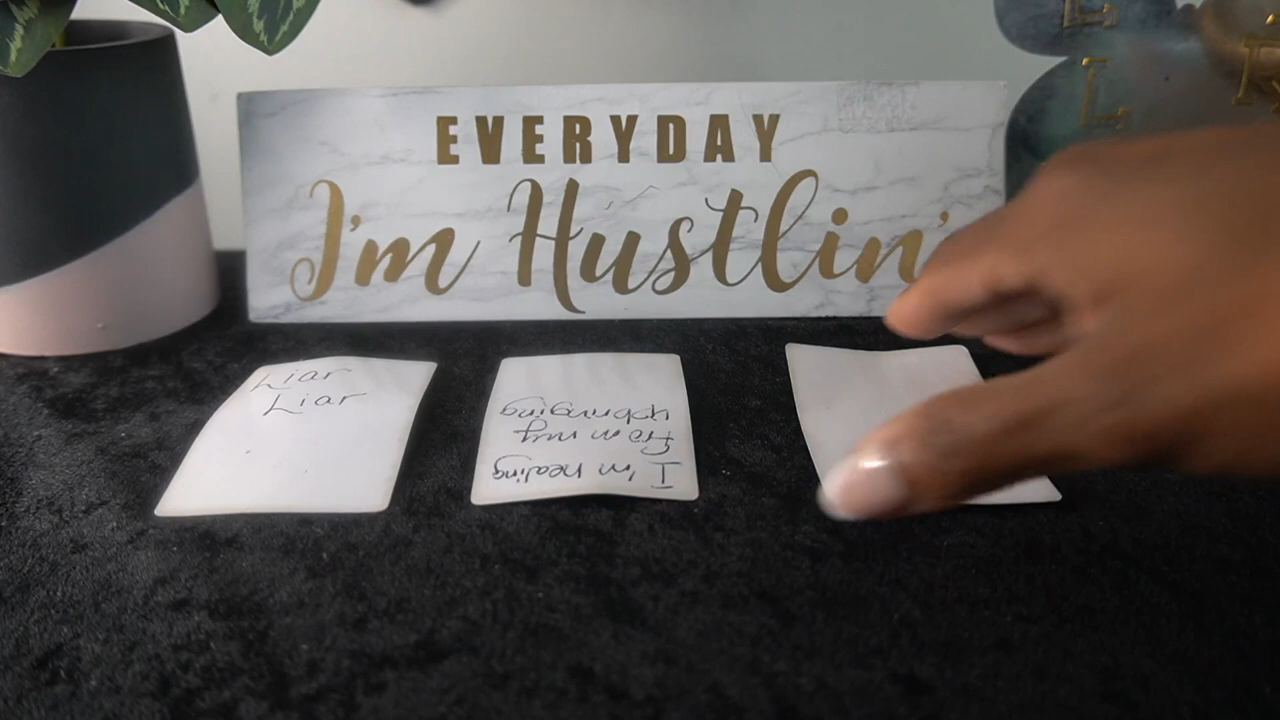 EVERYDAY
I'm Hustlin'
Liar
Liar
I'm healing
from my
upbringing
L
L